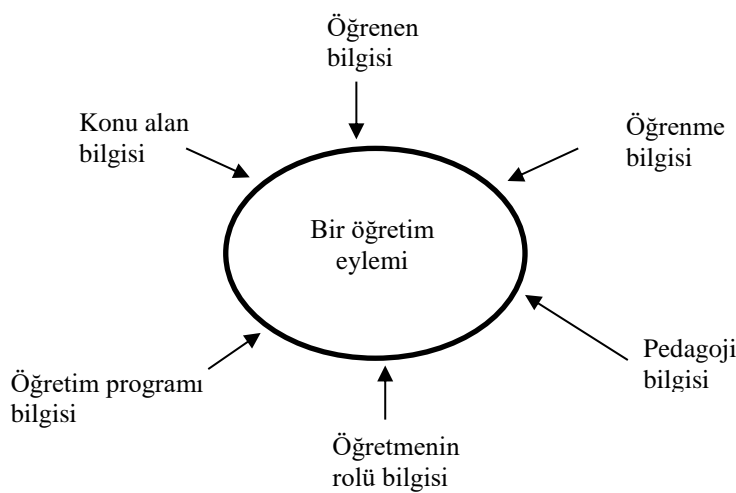 Öğrenen
bilgisi
Konu alan
bilgisi
Öğrenme
bilgisi
Bir öğretim
eylemi
Pedagoji
bilgisi
Öğretim programı
bilgisi
Öğretmenin
rolü bilgisi